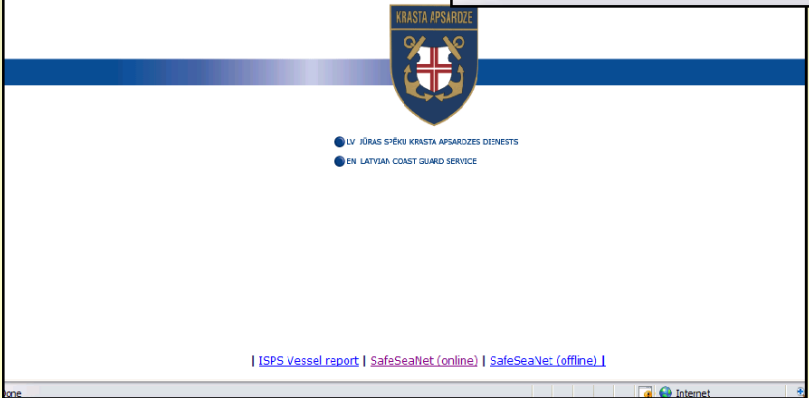 KRASTA APSARDZE
LV JŪRAS SPĒKU KRASTA APSARDZES DIENESTS
EN LATVIAN COAST GUARD SERVICE
| ISPS Vessel report | SafeSeaNet (online) | SafeSeaNet (offline) |
Done Internet